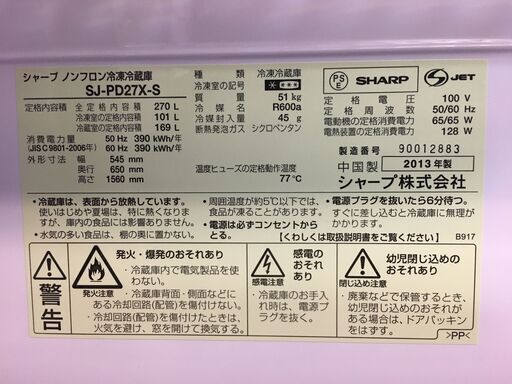 シャープ ノンフロン冷凍冷蔵庫
SJ-PD27X-S
定格内容積 全定格内容積 270 L
冷凍室の定格内容積 101 L
冷蔵室の定格内容積 169 L
消費電力量 50 Hz 390 kWh/年
(JIS C 9801-2006年) 60 Hz 390 kWh/年
外形寸法 幅 545 mm
奥行 650 mm
高さ 1560 mm
種類 冷凍冷蔵庫
冷凍室の記号
質量 51 kg
冷媒 R600a
冷媒封入量 45 g
断熱発泡ガス シクロペンタン
温度ヒューズの定格動作温度
77℃
PS
E
SHARP
JET
定格電圧 100 V
定格周波数 50/60 Hz
電動機の定格消費電力 65/65 W
電熱装置の定格消費電力 128 W
製造番号 90012883
中国製 2013年製
シャープ株式会社
・冷蔵庫は、表面から放熱しています。
使いはじめや夏場は、特に熱くなりますが、庫内の食品には影響ありません。
・水気の多い食品は、棚の奥に置かない。
・周囲温度が約5℃以下では、食品が凍ることがあります。
・電源は必ずコンセントからとる。
・電源プラグを抜いたら6分待つ。
すぐに差し込むと冷蔵庫に無理がかかります。
【くわしくは取扱説明書をご覧ください】
B917
警告
発火・爆発のおそれあり
発火注意
・冷蔵庫内で電気製品を使わない。
・冷蔵庫の背面・側面などにある冷却回路(配管)を傷付けない。
・冷却回路(配管)を傷付けたときは、火気を避け、窓を開けて換気する。
感電のおそれあり
感電注意
・冷蔵庫のお手入れ時は、電源プラグを抜く。
幼児閉じ込めのおそれあり
閉じ込め注意
・廃棄などで保管するとき、幼児閉じ込めのおそれがある場合は、ドアパッキンをはずす。
>PP<